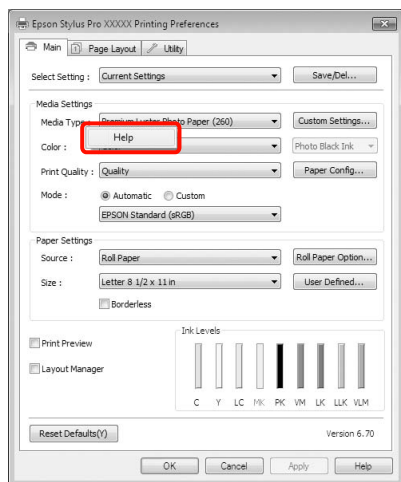 Epson Stylus Pro XXXXX Printing Preferences
Main Page Layout Utility
Select Setting : Current Settings Save/Del...
Media Settings
Media Type : Premium Luster Photo Paper (260) Custom Settings...
Help
Color : Photo Black Ink
Print Quality : Quality Paper Config...
Mode : Automatic Custom
EPSON Standard (sRGB)
Paper Settings
Source : Roll Paper Roll Paper Option...
Size : Letter 8 1/2 x 11 in User Defined...
Borderless
Print Preview
Layout Manager
Ink Levels
C Y LC MK PK VM LK LLK VLM
Reset Defaults(Y) Version 6.70
OK Cancel Apply Help